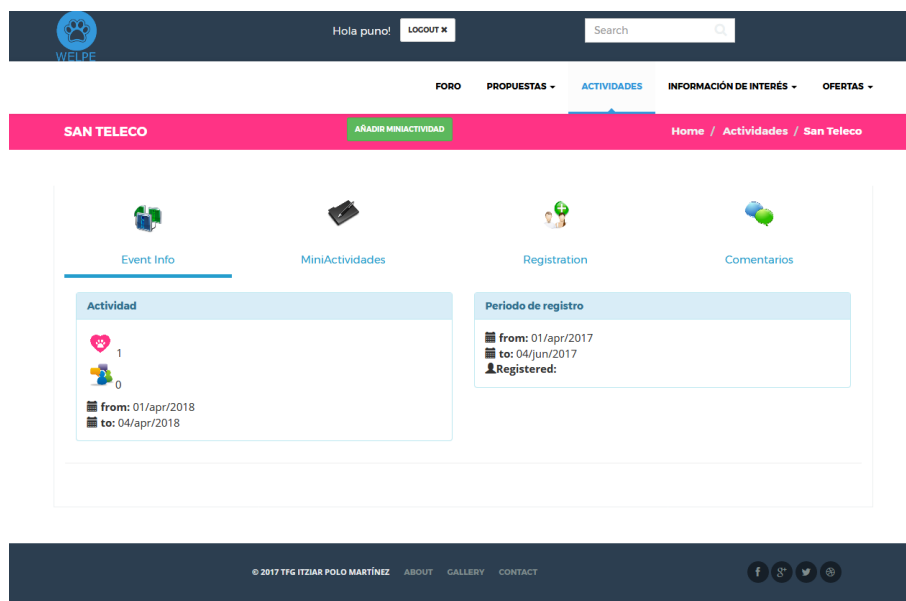 WELPE
Hola puno! LOGOUT ✖ Search
FORO PROPUESTAS ACTIVIDADES INFORMACIÓN DE INTERÉS OFERTAS
SAN TELECO AÑADIR MINIACTIVIDAD Home / Actividades / San Teleco
Event Info MiniActividades Registration Comentarios
Actividad
1
0
from: 01/apr/2018
to: 04/apr/2018
Periodo de registro
from: 01/apr/2017
to: 04/jun/2017
Registered:
© 2017 TFG ITZIAR POLO MARTÍNEZ ABOUT GALLERY CONTACT